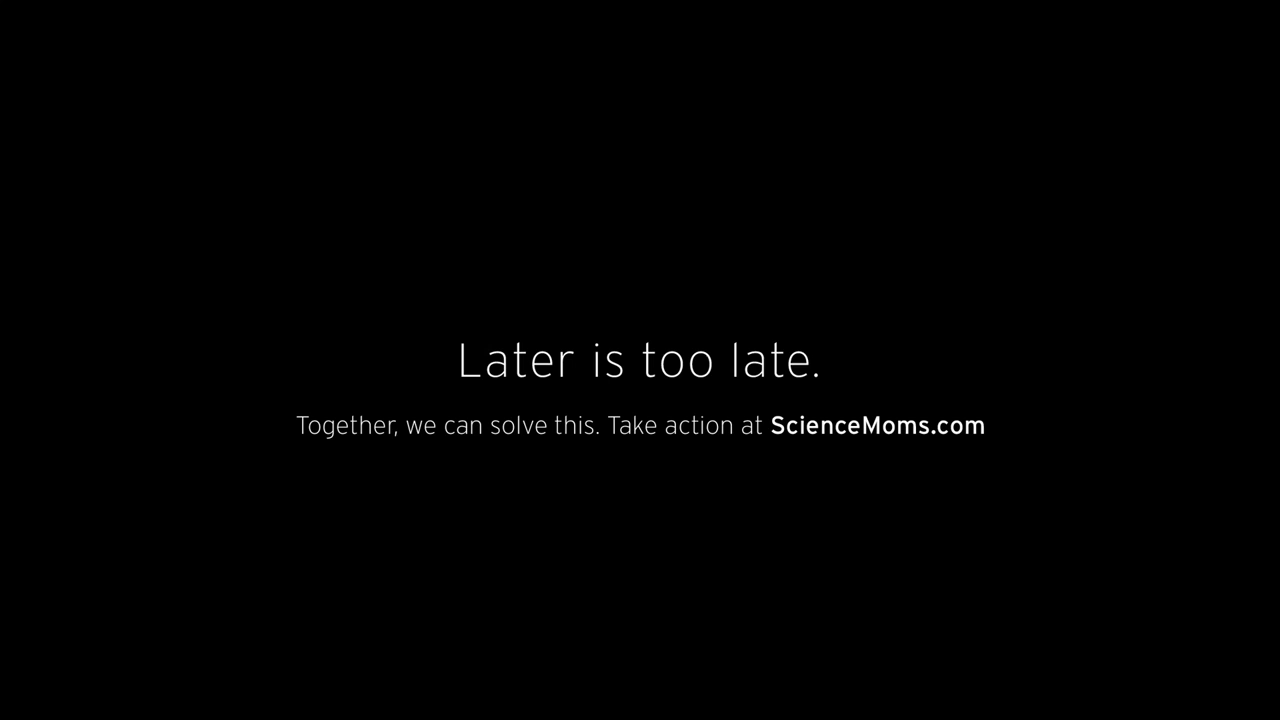 Later is too late.
Together, we can solve this. Take action at ScienceMoms.com